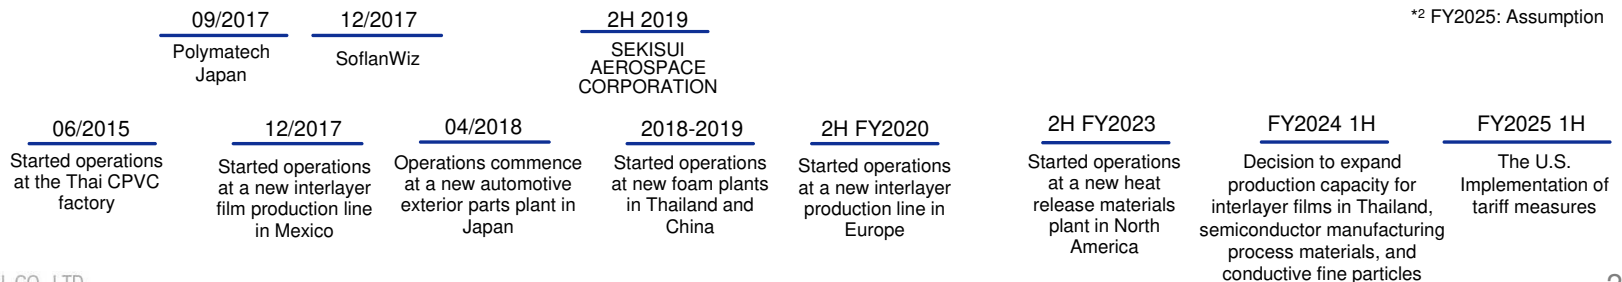 *2 FY2025: Assumption
09/2017
Polymatech
Japan
12/2017
SoflanWiz
2H 2019
SEKISUI
AEROSPACE
CORPORATION
06/2015
Started operations
at the Thai CPVC
factory
12/2017
Started operations
at a new interlayer
film production line
in Mexico
04/2018
Operations commence
at a new automotive
exterior parts plant in
Japan
2018-2019
Started operations
at new foam plants
in Thailand and
China
2H FY2020
Started operations
at a new interlayer
production line in
Europe
2H FY2023
Started operations
at a new heat
release materials
plant in North
America
FY2024 1H
Decision to expand
production capacity for
interlayer films in Thailand,
semiconductor manufacturing
process materials, and
conductive fine particles
FY2025 1H
The U.S.
Implementation of
tariff measures